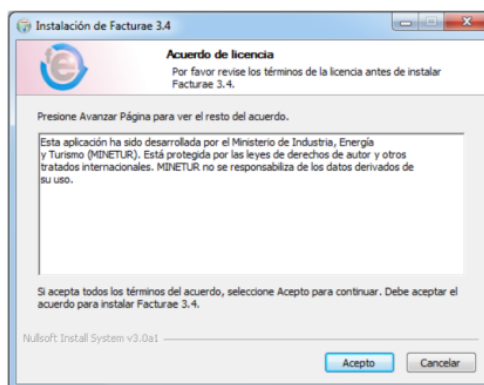 Instalación de Facturae 3.4
Acuerdo de licencia
Por favor revise los términos de la licencia antes de instalar
Facturae 3.4.
Presione Avanzar Página para ver el resto del acuerdo.
Esta aplicación ha sido desarrollada por el Ministerio de Industria, Energía
y Turismo (MINETUR). Está protegida por las leyes de derechos de autor y otros
tratados internacionales. MINETUR no se responsabiliza de los datos derivados de
su uso.
Si acepta todos los términos del acuerdo, seleccione Acepto para continuar. Debe aceptar el
acuerdo para instalar Facturae 3.4.
Nullsoft Install System v3.0a1
Acepto Cancelar